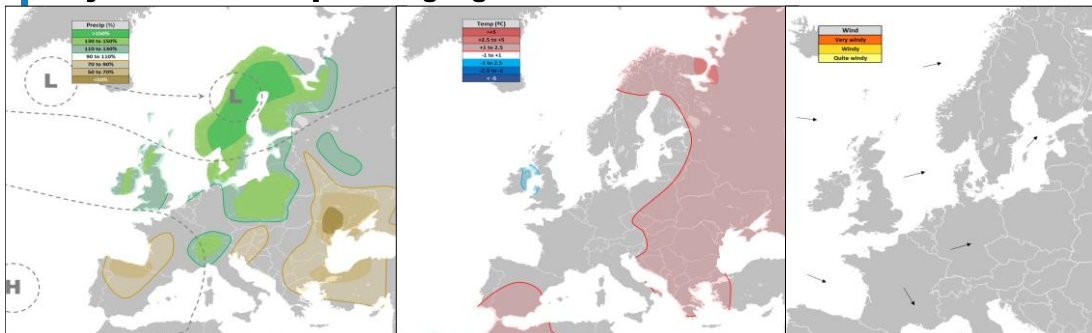 Precip (%)
>150%
130 to 150%
110 to 130%
90 to 110%
70 to 90%
50 to 70%
<50%
L
L
H
Temp (ºC)
>+5
+2.5 to +5
+1 to 2.5
-1 to +1
-1 to 2.5
-2.5 to -5
< -5
Wind
Very windy
Windy
Quite windy